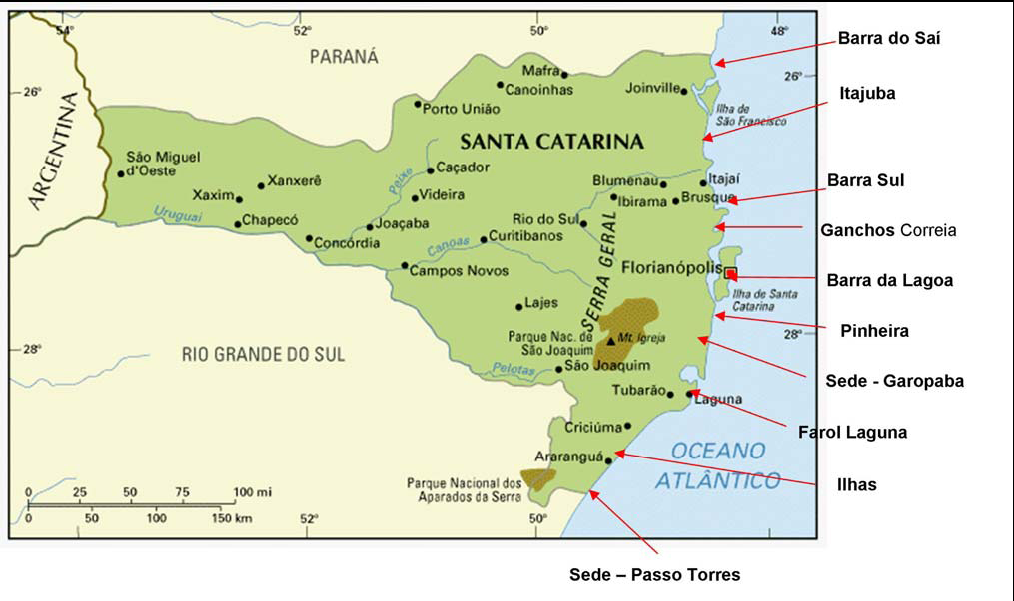 54°
52°
50°
48°
PARANÁ
Barra do Saí
26°
26°
Mafra
Canoinhas
Joinville
Porto União
Ilha de
São Francisco
Itajuba
ARGENTINA
SANTA CATARINA
São Miguel
d'Oeste
Caçador
Peixe
Xanxerê
Xaxim
Videira
Blumenau
Itajaí
Ibirama
Brusque
Barra Sul
Uruguai
Chapecó
Joaçaba
Rio do Sul
Concórdia
Canoas
Curitibanos
Ganchos Correia
SERRA GERAL
Campos Novos
Florianópolis
Barra da Lagoa
Ilha de Santa
Catarina
Lajes
Pinheira
Parque Nac. de
São Joaquim
Mt. Igreja
28°
28°
RIO GRANDE DO SUL
Pelotas
São Joaquim
Sede - Garopaba
Tubarão
Laguna
Criciúma
Farol Laguna
OCEANO
ATLÂNTICO
Araranguá
Ilhas
Parque Nacional dos
Aparados da Serra
0 25 50 75 100 mi
0 50 100 150 km
52°
50°
Sede – Passo Torres